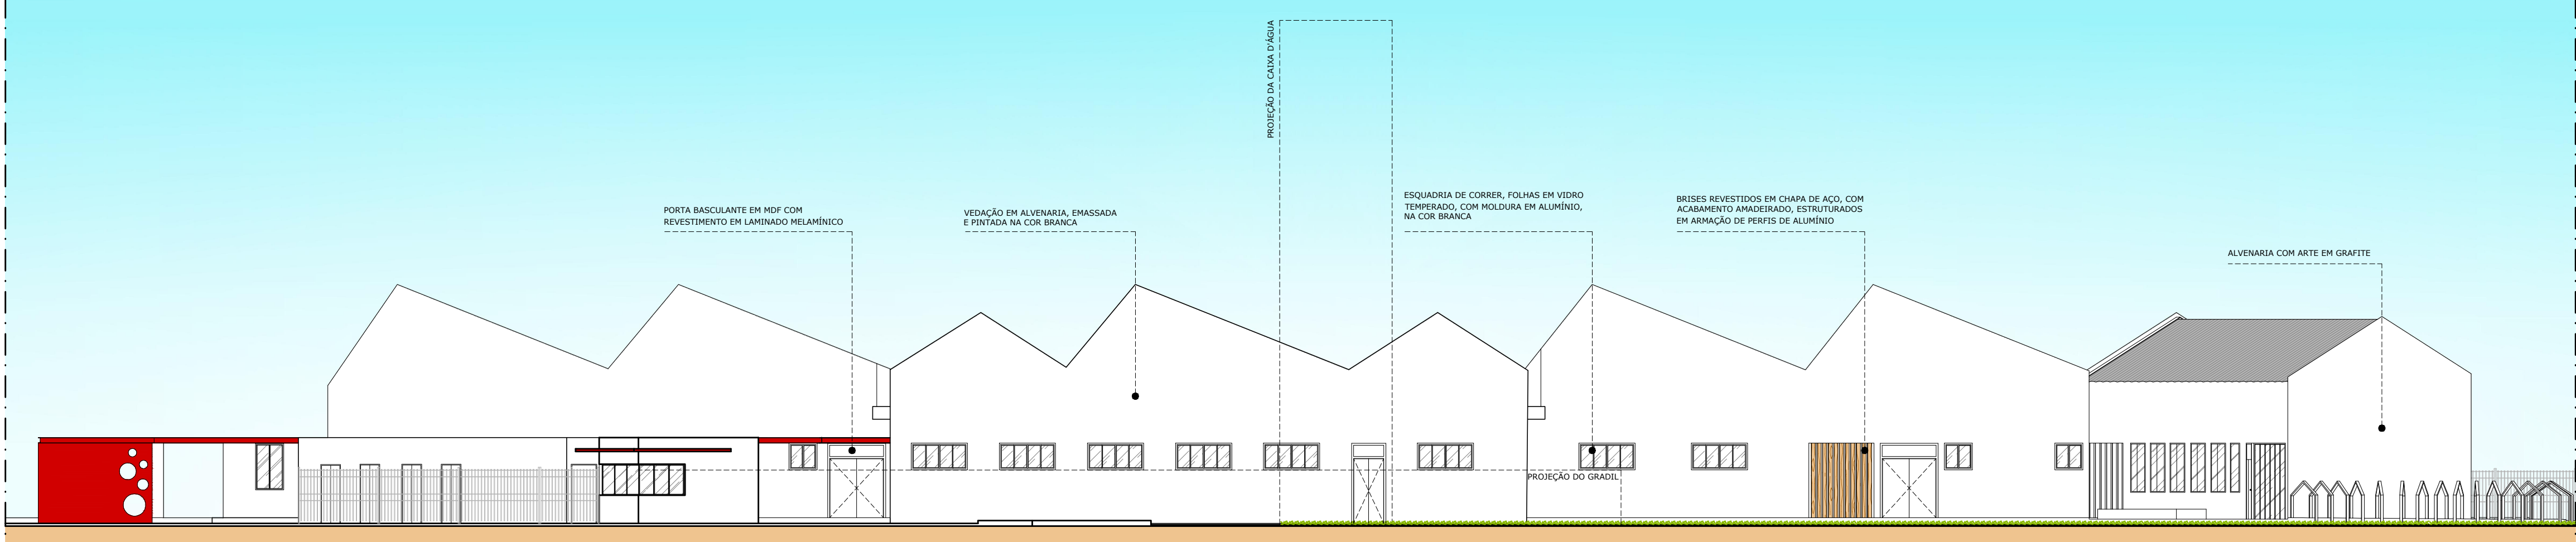 PROJEÇÃO DA CAIXA D'ÁGUA
PORTA BASCULANTE EM MDF COM
REVESTIMENTO EM LAMINADO MELAMÍNICO
VEDAÇÃO EM ALVENARIA, EMASSADA
E PINTADA NA COR BRANCA
ESQUADRIA DE CORRER, FOLHAS EM VIDRO
TEMPERADO, COM MOLDURA EM ALUMÍNIO,
NA COR BRANCA
BRISES REVESTIDOS EM CHAPA DE AÇO, COM
ACABAMENTO AMADEIRADO, ESTRUTURADOS
EM ARMAÇÃO DE PERFIS DE ALUMÍNIO
ALVENARIA COM ARTE EM GRAFITE
PROJEÇÃO DO GRADIL